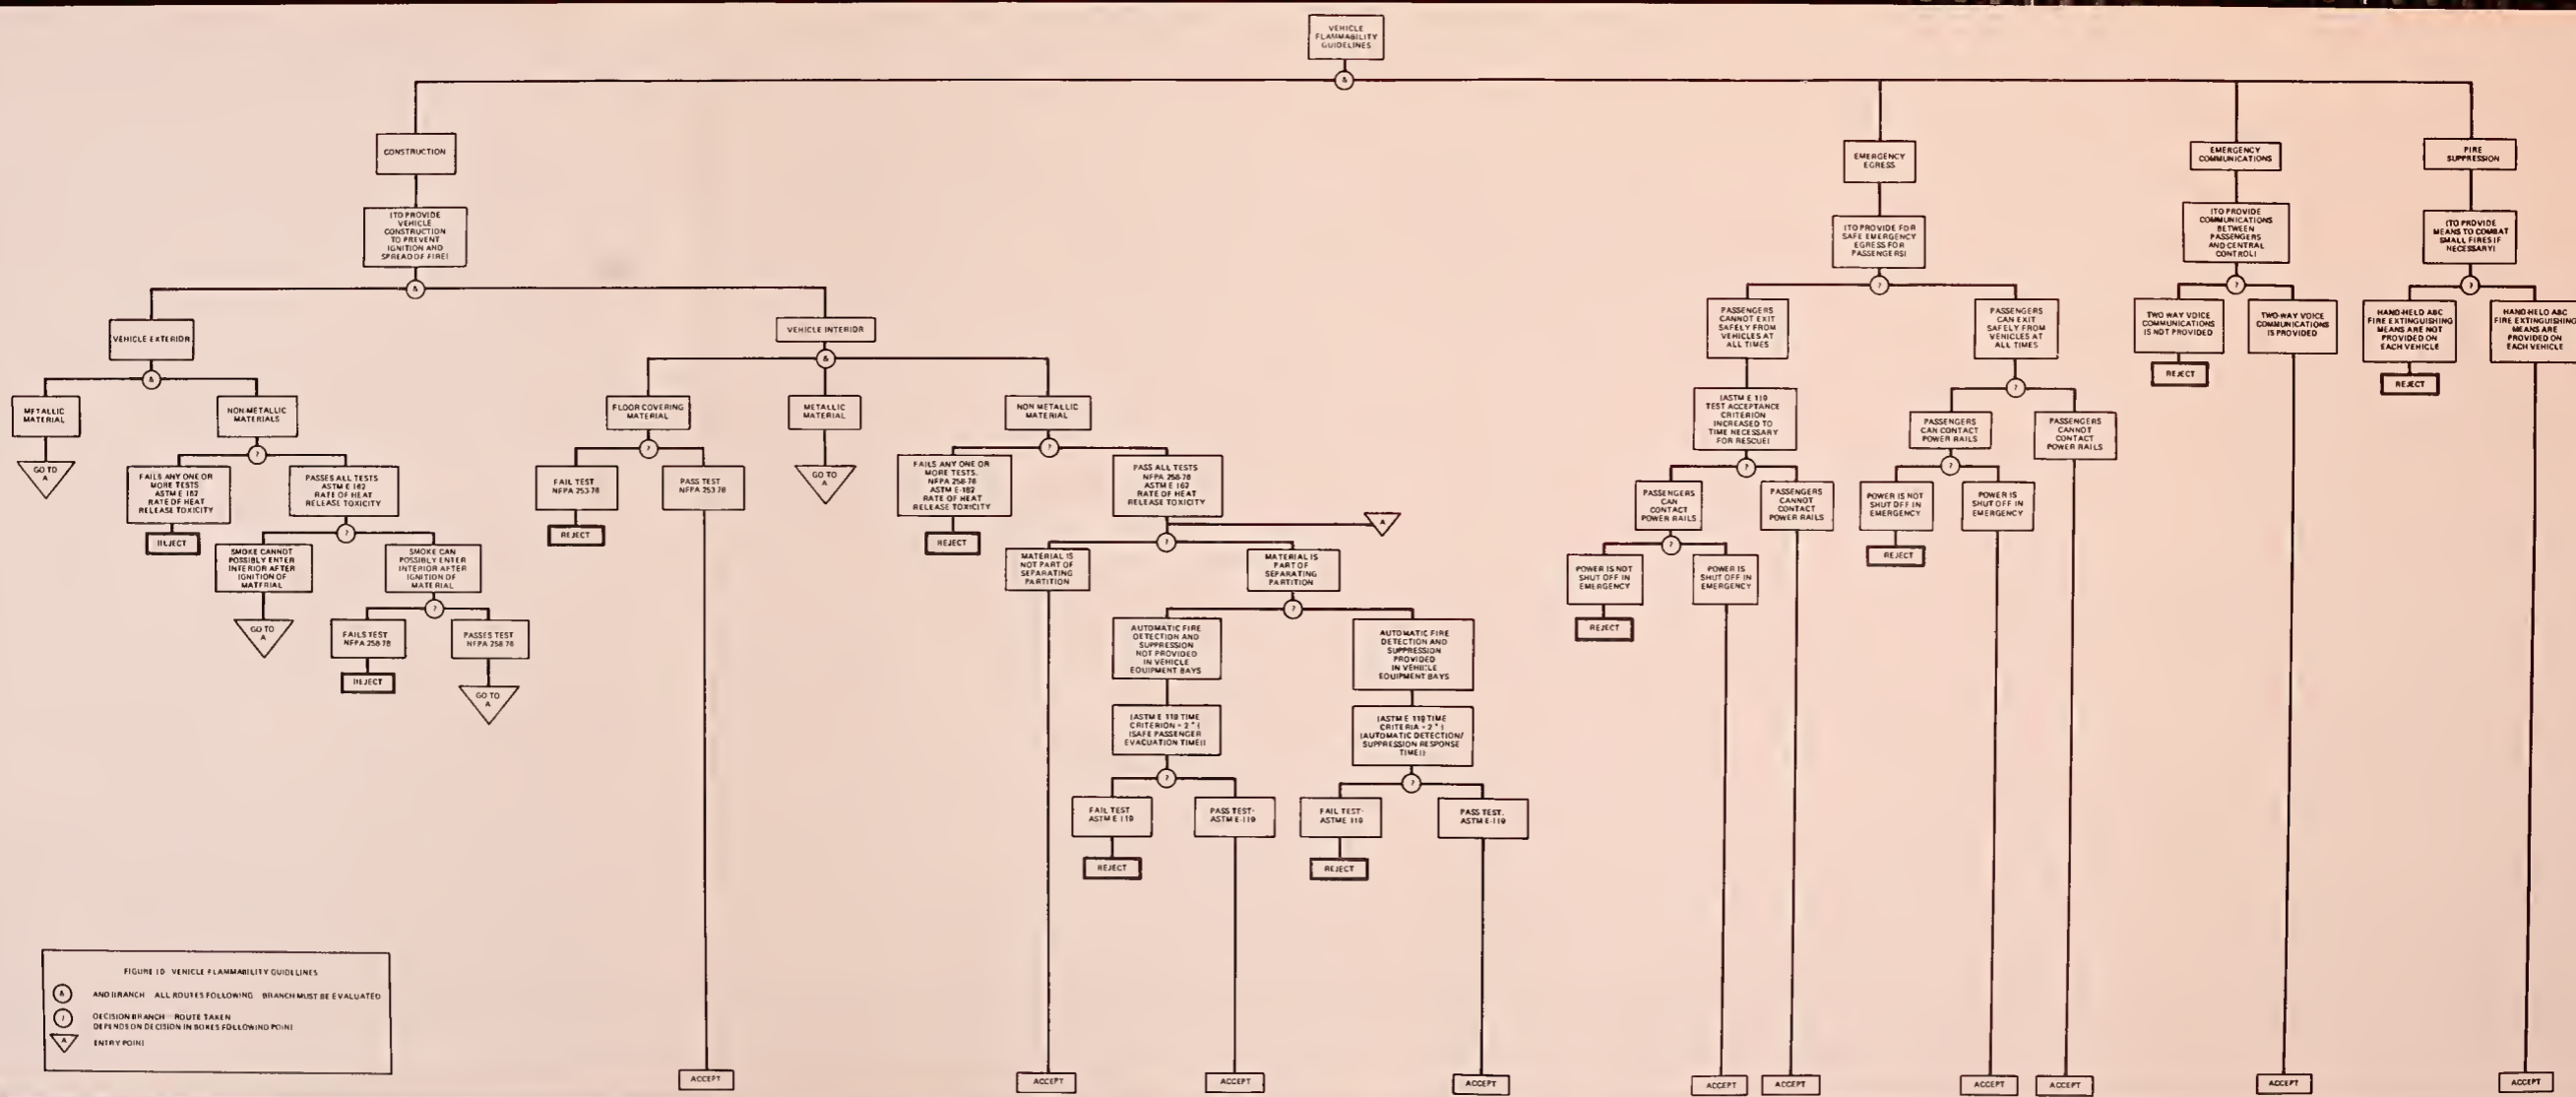 VEHICLE
FLAMMABILITY
GUIDELINES
&
CONSTRUCTION
(TO PROVIDE
VEHICLE
CONSTRUCTION
TO PREVENT
IGNITION AND
SPREAD OF FIRE)
&
VEHICLE EXTERIOR
&
METALLIC
MATERIAL
GO TO
A
NON-METALLIC
MATERIALS
?
FAILS ANY ONE OR
MORE TESTS
ASTM E 162
RATE OF HEAT
RELEASE TOXICITY
REJECT
PASSES ALL TESTS
ASTM E 162
RATE OF HEAT
RELEASE TOXICITY
?
SMOKE CANNOT
POSSIBLY ENTER
INTERIOR AFTER
IGNITION OF
MATERIAL
GO TO
A
SMOKE CAN
POSSIBLY ENTER
INTERIOR AFTER
IGNITION OF
MATERIAL
?
FAILS TEST
NFPA 258-76
REJECT
PASSES TEST
NFPA 258 76
GO TO
A
VEHICLE INTERIOR
&
FLOOR COVERING
MATERIAL
?
FAIL TEST
NFPA 253-78
REJECT
PASS TEST
NFPA 253 78
ACCEPT
METALLIC
MATERIAL
GO TO
A
NON METALLIC
MATERIAL
?
FAILS ANY ONE OR
MORE TESTS.
NFPA 258-76
ASTM E-162
RATE OF HEAT
RELEASE TOXICITY
REJECT
PASS ALL TESTS
NFPA 258-76
ASTM E 162
RATE OF HEAT
RELEASE TOXICITY
A
?
MATERIAL IS
NOT PART OF
SEPARATING
PARTITION
ACCEPT
MATERIAL IS
PART OF
SEPARATING
PARTITION
?
AUTOMATIC FIRE
DETECTION AND
SUPPRESSION
NOT PROVIDED
IN VEHICLE
EQUIPMENT BAYS
(ASTM E 119 TIME
CRITERION = 2 * (
(SAFE PASSENGER
EVACUATION TIME))
?
FAIL TEST
ASTM E 119
REJECT
PASS TEST-
ASTM E-119
ACCEPT
AUTOMATIC FIRE
DETECTION AND
SUPPRESSION
PROVIDED
IN VEHICLE
EQUIPMENT BAYS
(ASTM E 119 TIME
CRITERIA = 2 * (
(AUTOMATIC DETECTION/
SUPPRESSION RESPONSE
TIME))
?
FAIL TEST-
ASTM E 119
REJECT
PASS TEST.
ASTM E-119
ACCEPT
EMERGENCY
EGRESS
(TO PROVIDE FOR
SAFE EMERGENCY
EGRESS FOR
PASSENGERS)
?
PASSENGERS
CANNOT EXIT
SAFELY FROM
VEHICLES AT
ALL TIMES
(ASTM E 119
TEST ACCEPTANCE
CRITERION
INCREASED TO
TIME NECESSARY
FOR RESCUE)
?
PASSENGERS
CAN
CONTACT
POWER RAILS
?
POWER IS NOT
SHUT OFF IN
EMERGENCY
REJECT
POWER IS
SHUT OFF IN
EMERGENCY
ACCEPT
PASSENGERS
CANNOT
CONTACT
POWER RAILS
ACCEPT
PASSENGERS
CAN EXIT
SAFELY FROM
VEHICLES AT
ALL TIMES
?
PASSENGERS
CAN CONTACT
POWER RAILS
?
POWER IS NOT
SHUT OFF IN
EMERGENCY
REJECT
POWER IS
SHUT OFF IN
EMERGENCY
ACCEPT
PASSENGERS
CANNOT
CONTACT
POWER RAILS
ACCEPT
EMERGENCY
COMMUNICATIONS
(TO PROVIDE
COMMUNICATIONS
BETWEEN
PASSENGERS
AND CENTRAL
CONTROL)
?
TWO WAY VOICE
COMMUNICATIONS
IS NOT PROVIDED
REJECT
TWO-WAY VOICE
COMMUNICATIONS
IS PROVIDED
ACCEPT
FIRE
SUPPRESSION
(TO PROVIDE
MEANS TO COMBAT
SMALL FIRES IF
NECESSARY)
?
HAND-HELD ABC
FIRE EXTINGUISHING
MEANS ARE NOT
PROVIDED ON
EACH VEHICLE
REJECT
HAND-HELD ABC
FIRE EXTINGUISHING
MEANS ARE
PROVIDED ON
EACH VEHICLE
ACCEPT
FIGURE 10 VEHICLE FLAMMABILITY GUIDELINES
& AND BRANCH ALL ROUTES FOLLOWING BRANCH MUST BE EVALUATED
? DECISION BRANCH ROUTE TAKEN
DEPENDS ON DECISION IN BOXES FOLLOWING POINT
A ENTRY POINT